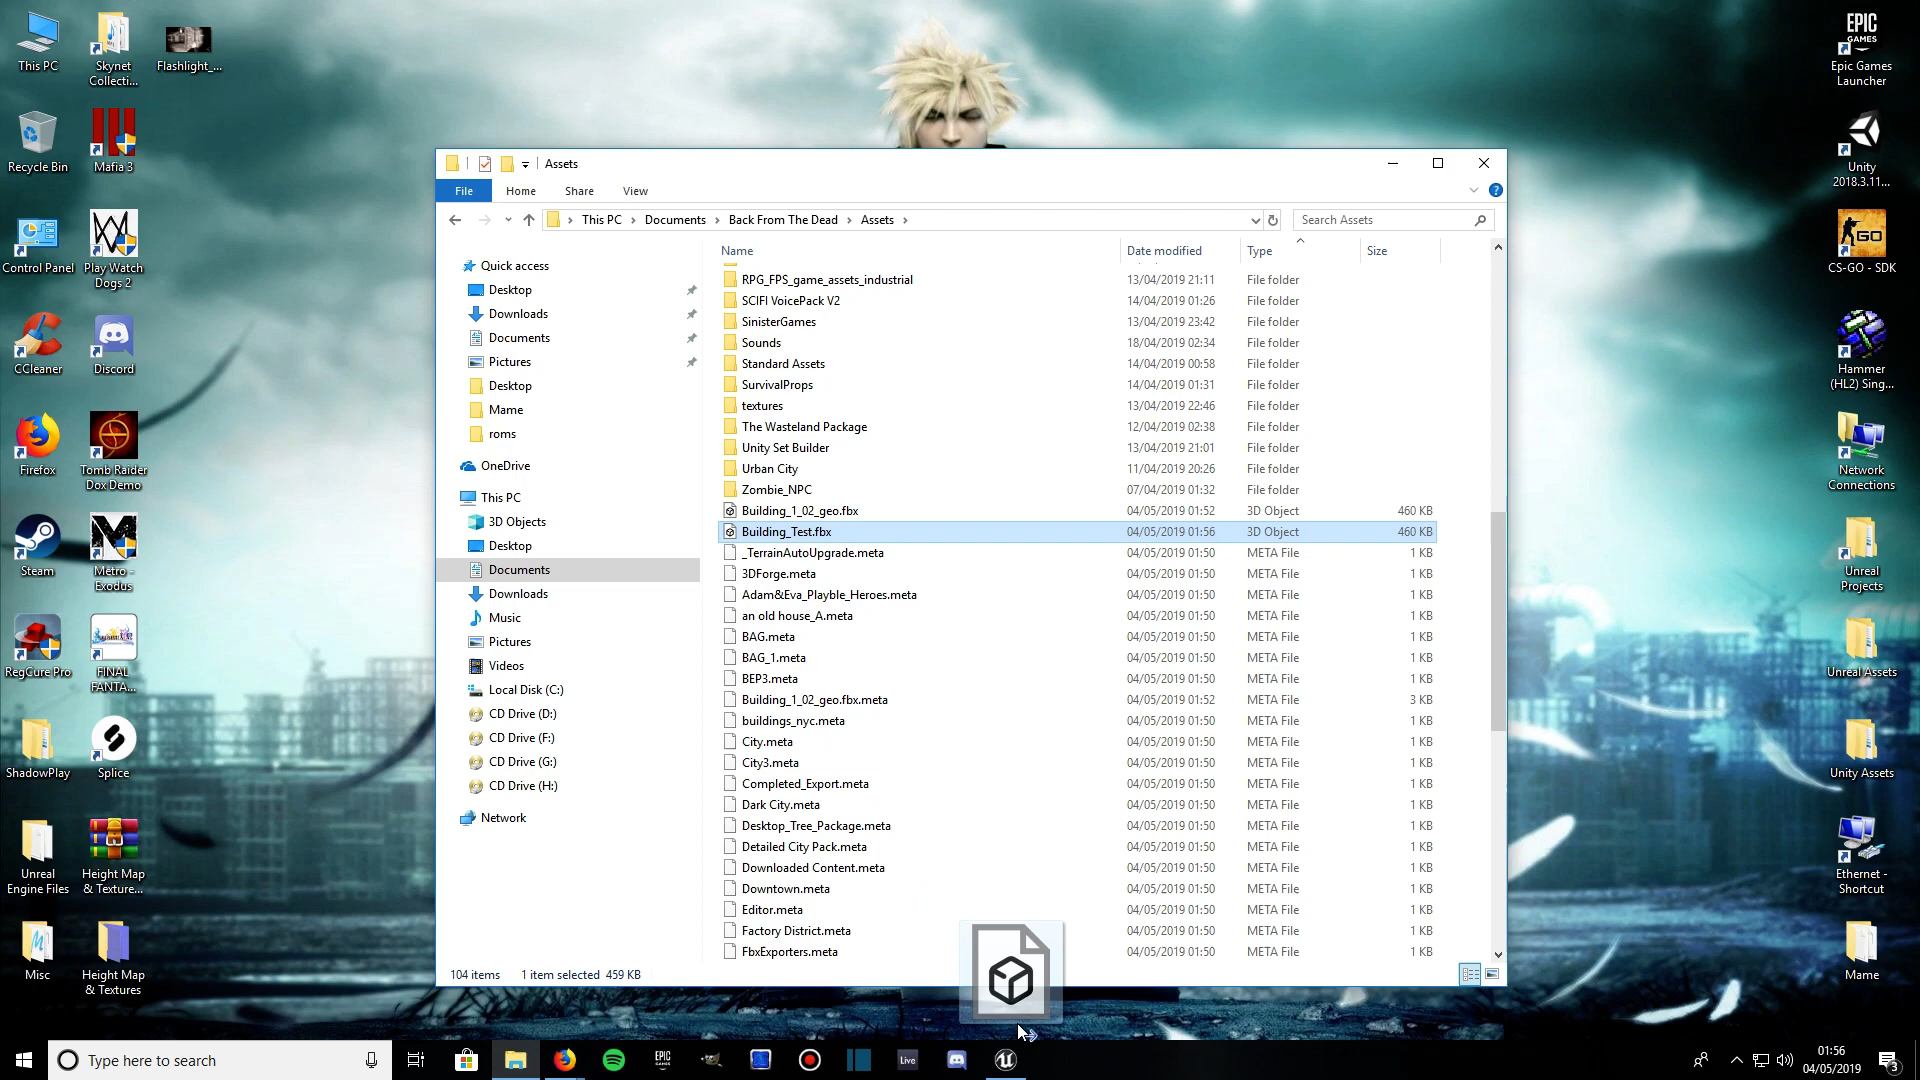 This PC
Skynet
Collecti...
Flashlight_...
Recycle Bin
Mafia 3
Control Panel
Play Watch
Dogs 2
CCleaner
Discord
Firefox
Tomb Raider
Dox Demo
Steam
Metro -
Exodus
RegCure Pro
FINAL
FANTA...
ShadowPlay
Splice
Unreal
Engine Files
Height Map
& Texture...
Misc
Height Map
& Textures
Assets
File
Home
Share
View
This PC
Documents
Back From The Dead
Assets
Search Assets
Quick access
Desktop
Downloads
Documents
Pictures
Desktop
Mame
roms
OneDrive
This PC
3D Objects
Desktop
Documents
Downloads
Music
Pictures
Videos
Local Disk (C:)
CD Drive (D:)
CD Drive (F:)
CD Drive (G:)
CD Drive (H:)
Network
Name Date modified Type Size
RPG_FPS_game_assets_industrial 13/04/2019 21:11 File folder
SCIFI VoicePack V2 14/04/2019 01:26 File folder
SinisterGames 13/04/2019 23:42 File folder
Sounds 18/04/2019 02:34 File folder
Standard Assets 14/04/2019 00:58 File folder
SurvivalProps 14/04/2019 01:31 File folder
textures 13/04/2019 22:46 File folder
The Wasteland Package 12/04/2019 02:38 File folder
Unity Set Builder 13/04/2019 21:01 File folder
Urban City 11/04/2019 20:26 File folder
Zombie_NPC 07/04/2019 01:32 File folder
Building_1_02_geo.fbx 04/05/2019 01:52 3D Object 460 KB
Building_Test.fbx 04/05/2019 01:56 3D Object 460 KB
_TerrainAutoUpgrade.meta 04/05/2019 01:50 META File 1 KB
3DForge.meta 04/05/2019 01:50 META File 1 KB
Adam&Eva_Playble_Heroes.meta 04/05/2019 01:50 META File 1 KB
an old house_A.meta 04/05/2019 01:50 META File 1 KB
BAG.meta 04/05/2019 01:50 META File 1 KB
BAG_1.meta 04/05/2019 01:50 META File 1 KB
BEP3.meta 04/05/2019 01:50 META File 1 KB
Building_1_02_geo.fbx.meta 04/05/2019 01:52 META File 3 KB
buildings_nyc.meta 04/05/2019 01:50 META File 1 KB
City.meta 04/05/2019 01:50 META File 1 KB
City3.meta 04/05/2019 01:50 META File 1 KB
Completed_Export.meta 04/05/2019 01:50 META File 1 KB
Dark City.meta 04/05/2019 01:50 META File 1 KB
Desktop_Tree_Package.meta 04/05/2019 01:50 META File 1 KB
Detailed City Pack.meta 04/05/2019 01:50 META File 1 KB
Downloaded Content.meta 04/05/2019 01:50 META File 1 KB
Downtown.meta 04/05/2019 01:50 META File 1 KB
Editor.meta 04/05/2019 01:50 META File 1 KB
Factory District.meta 04/05/2019 01:50 META File 1 KB
FbxExporters.meta 04/05/2019 01:50 META File 1 KB
104 items 1 item selected 459 KB
EPIC
GAMES
Epic Games
Launcher
Unity
2018.3.11...
GO
CS-GO - SDK
Hammer
(HL2) Sing...
Network
Connections
Unreal
Projects
Unreal Assets
Unity Assets
Ethernet -
Shortcut
Mame
Type here to search
EPIC
GAMES
Live
01:56
04/05/2019
3